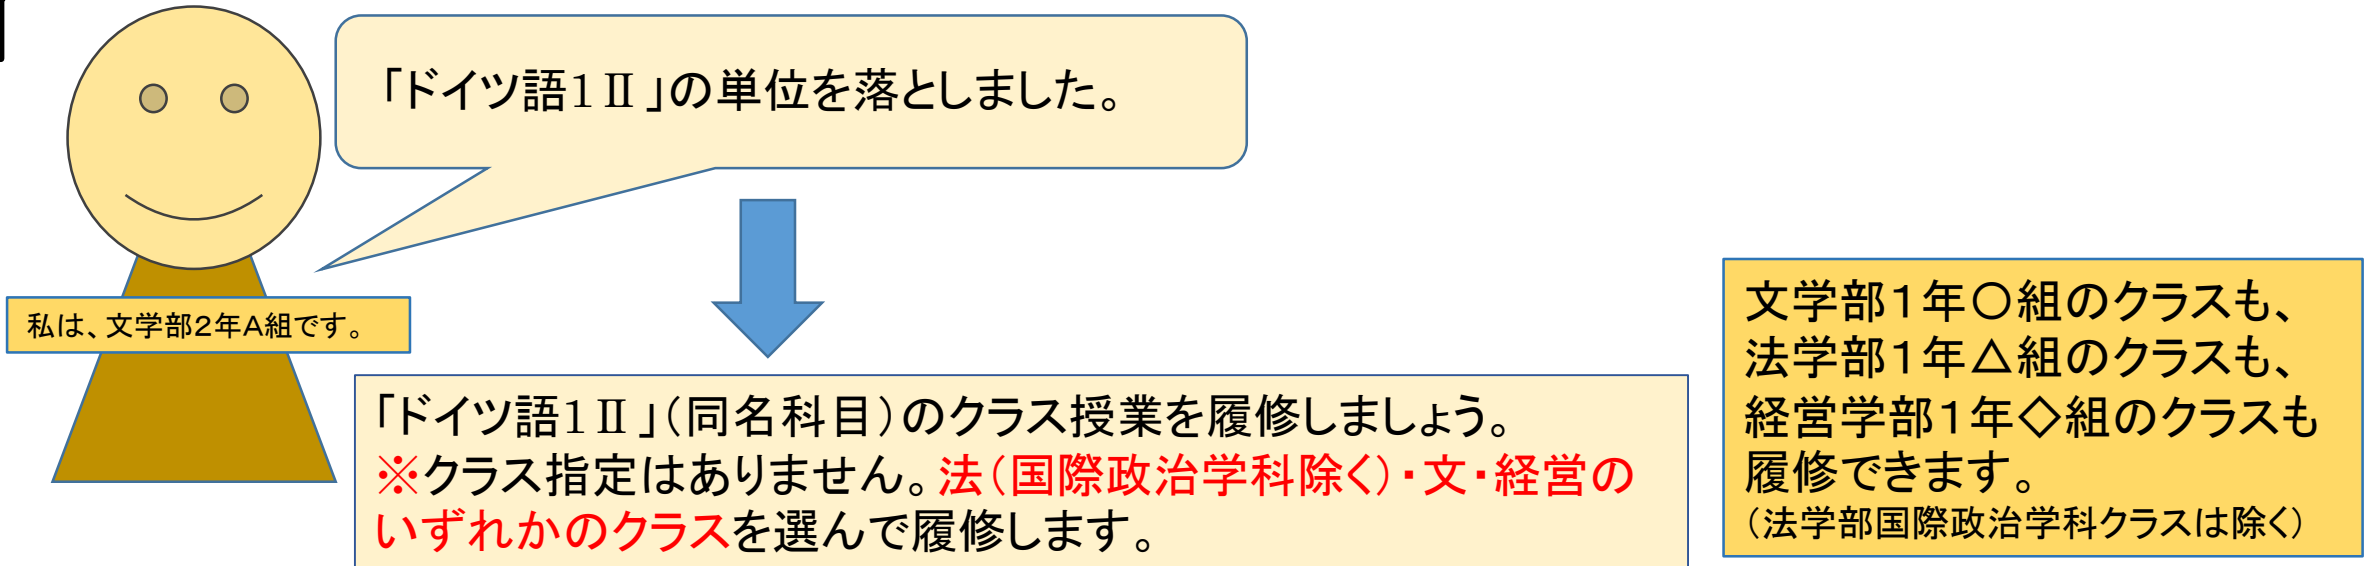 「ドイツ語1Ⅱ」の単位を落としました。
私は、文学部2年A組です。
「ドイツ語1Ⅱ」(同名科目)のクラス授業を履修しましょう。
※クラス指定はありません。法(国際政治学科除く)・文・経営の
いずれかのクラスを選んで履修します。
文学部1年〇組のクラスも、
法学部1年△組のクラスも、
経営学部1年◇組のクラスも
履修できます。
(法学部国際政治学科クラスは除く)